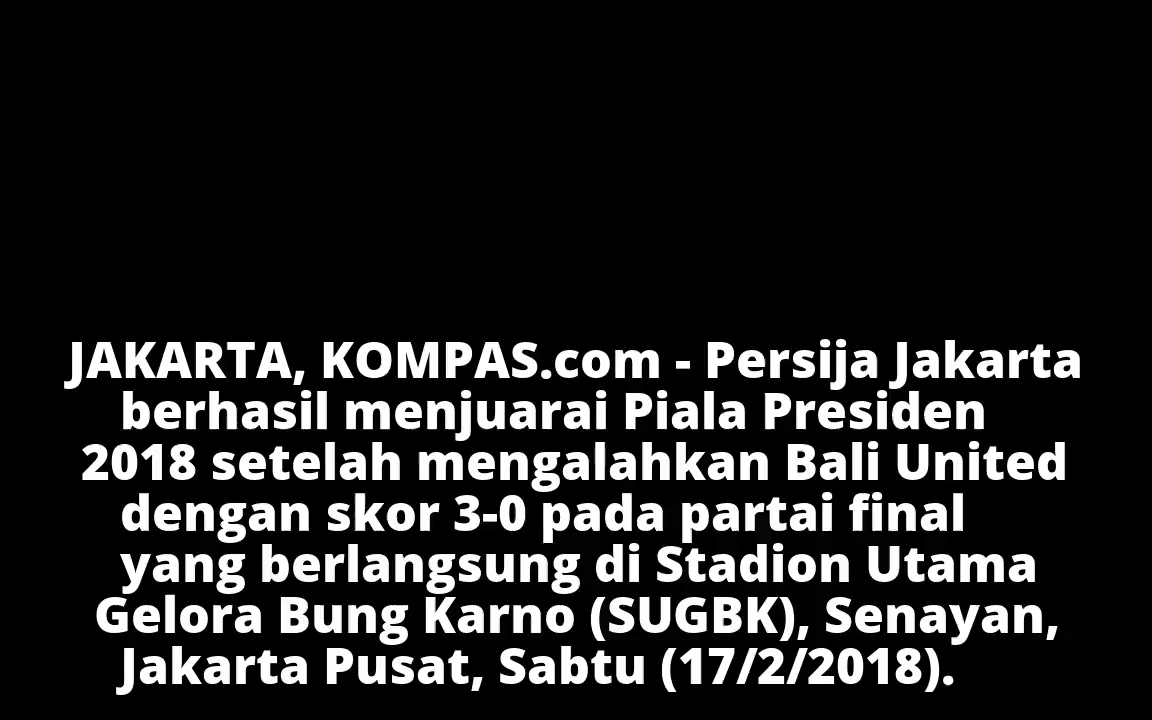 JAKARTA, KOMPAS.com - Persija Jakarta
berhasil menjuarai Piala Presiden
2018 setelah mengalahkan Bali United
dengan skor 3-0 pada partai final
yang berlangsung di Stadion Utama
Gelora Bung Karno (SUGBK), Senayan,
Jakarta Pusat, Sabtu (17/2/2018).